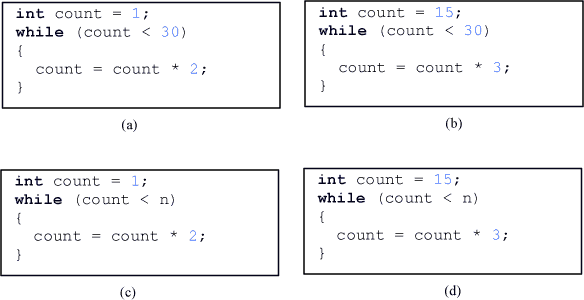 int count = 1;
while (count < 30)
{
count = count * 2;
}
(a)
int count = 15;
while (count < 30)
{
count = count * 3;
}
(b)
int count = 1;
while (count < n)
{
count = count * 2;
}
(c)
int count = 15;
while (count < n)
{
count = count * 3;
}
(d)